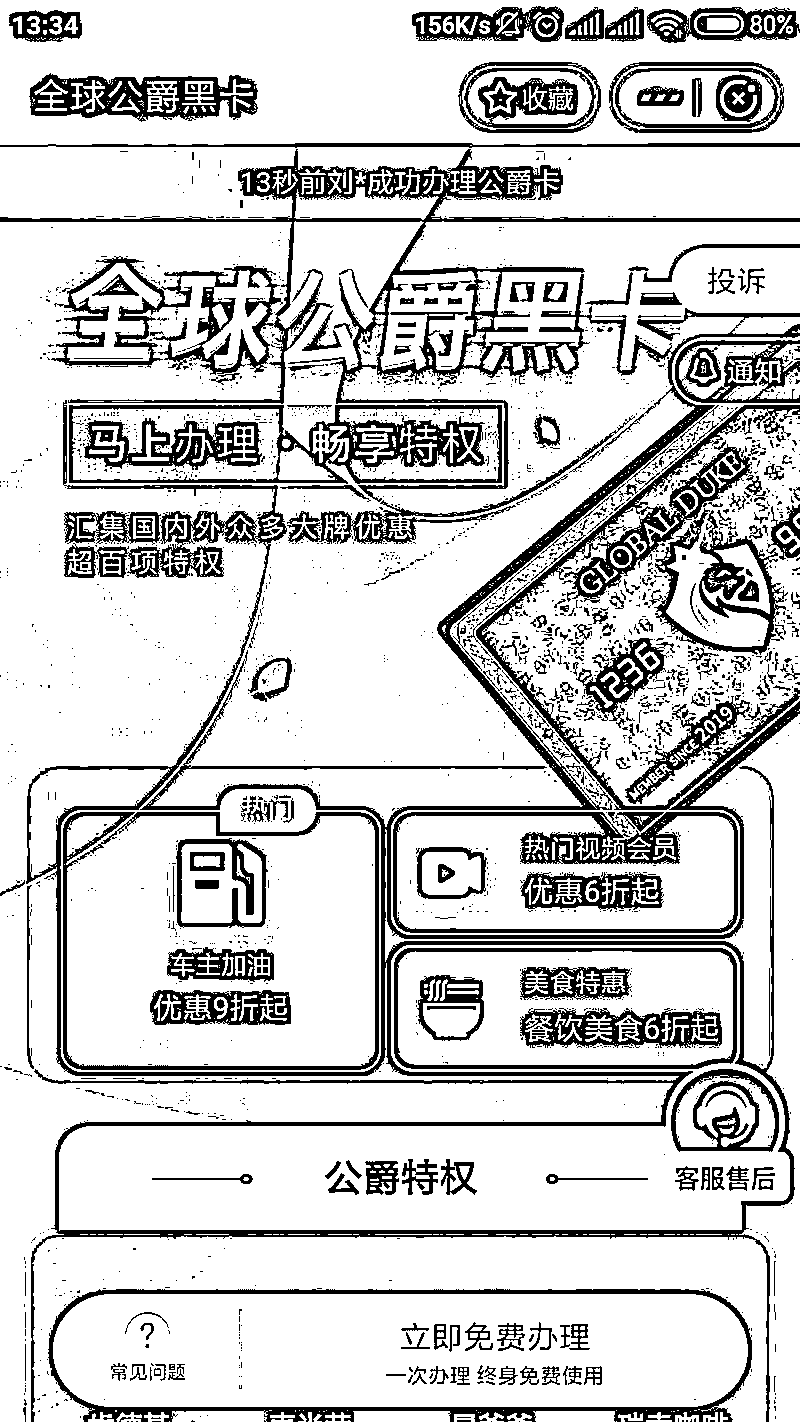 13:34
156K/s
80%
全球公爵黑卡
收藏
13秒前刘*成功办理公爵卡
全球公爵黑卡
投诉
通知
马上办理·畅享特权
汇集国内外众多大牌优惠
超百项特权
GLOBAL DUKE
1236
MEMBER SINCE 2019
热门
车主加油
优惠9折起
热门视频会员
优惠6折起
美食特惠
餐饮美食6折起
公爵特权
客服售后
?
常见问题
立即免费办理
一次办理 终身免费使用